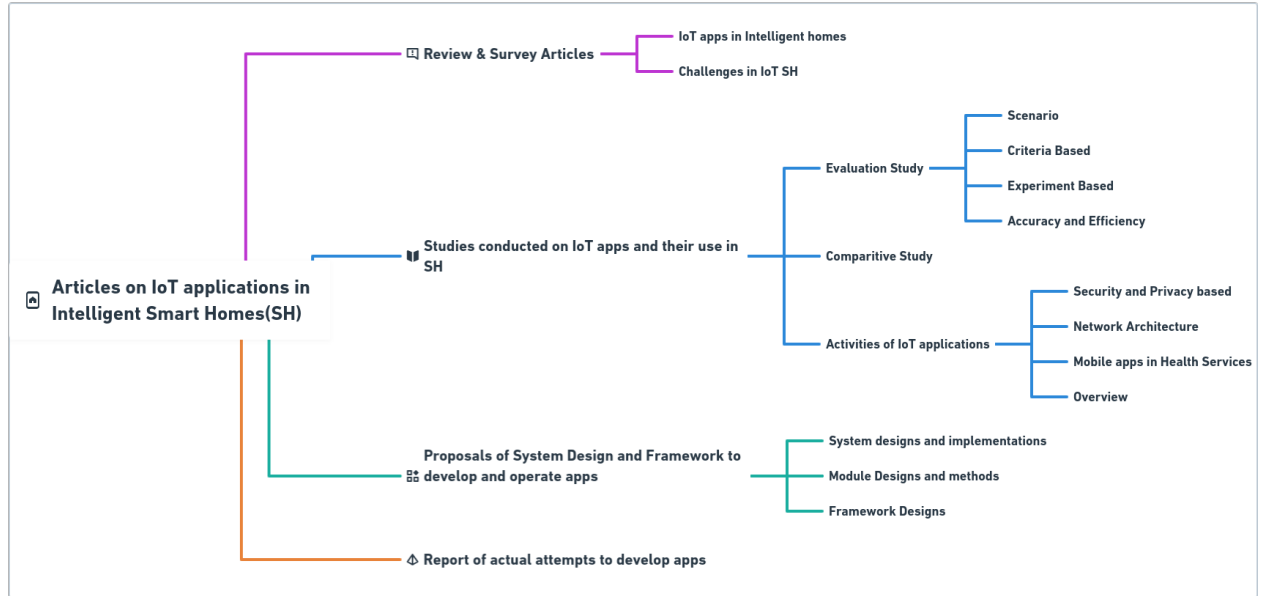 Articles on IoT applications in
Intelligent Smart Homes(SH)
Review & Survey Articles
IoT apps in Intelligent homes
Challenges in IoT SH
Studies conducted on IoT apps and their use in
SH
Evaluation Study
Scenario
Criteria Based
Experiment Based
Accuracy and Efficiency
Comparitive Study
Activities of IoT applications
Security and Privacy based
Network Architecture
Mobile apps in Health Services
Overview
Proposals of System Design and Framework to
develop and operate apps
System designs and implementations
Module Designs and methods
Framework Designs
Report of actual attempts to develop apps